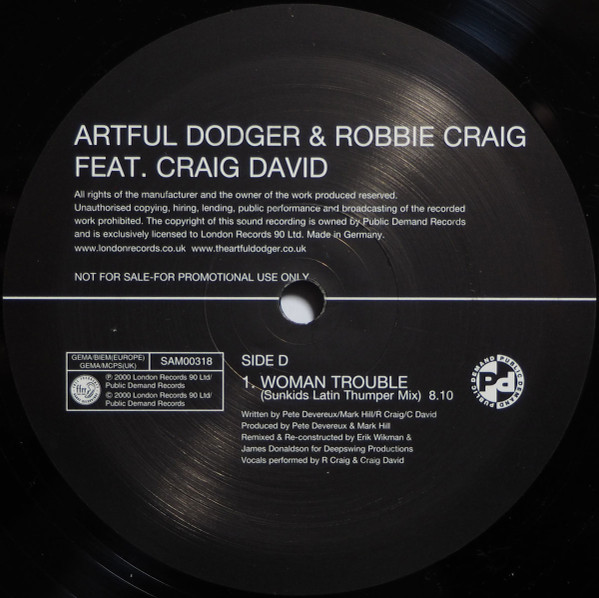 ARTFUL DODGER & ROBBIE CRAIG
FEAT. CRAIG DAVID
All rights of the manufacturer and the owner of the work produced reserved.
Unauthorised copying, hiring, lending, public performance and broadcasting of the recorded
work prohibited. The copyright of this sound recording is owned by Public Demand Records
and is exclusively licensed to London Records 90 Ltd. Made in Germany.
www.londonrecords.co.uk www.theartfuldodger.co.uk
NOT FOR SALE-FOR PROMOTIONAL USE ONLY
GEMA/BIEM(EUROPE)
GEMA/MCPS(UK)
SAM00318
℗ 2000 London Records 90 Ltd/
Public Demand Records
© 2000 London Records 90 Ltd/
Public Demand Records
ffrr
SIDE D
1. WOMAN TROUBLE
(Sunkids Latin Thumper Mix) 8.10
Written by Pete Devereux/Mark Hill/R Craig/C David
Produced by Pete Devereux & Mark Hill
Remixed & Re-constructed by Erik Wikman &
James Donaldson for Deepswing Productions
Vocals performed by R Craig & Craig David
PUBLIC DEMAND PUBLIC DEMAND
Pd